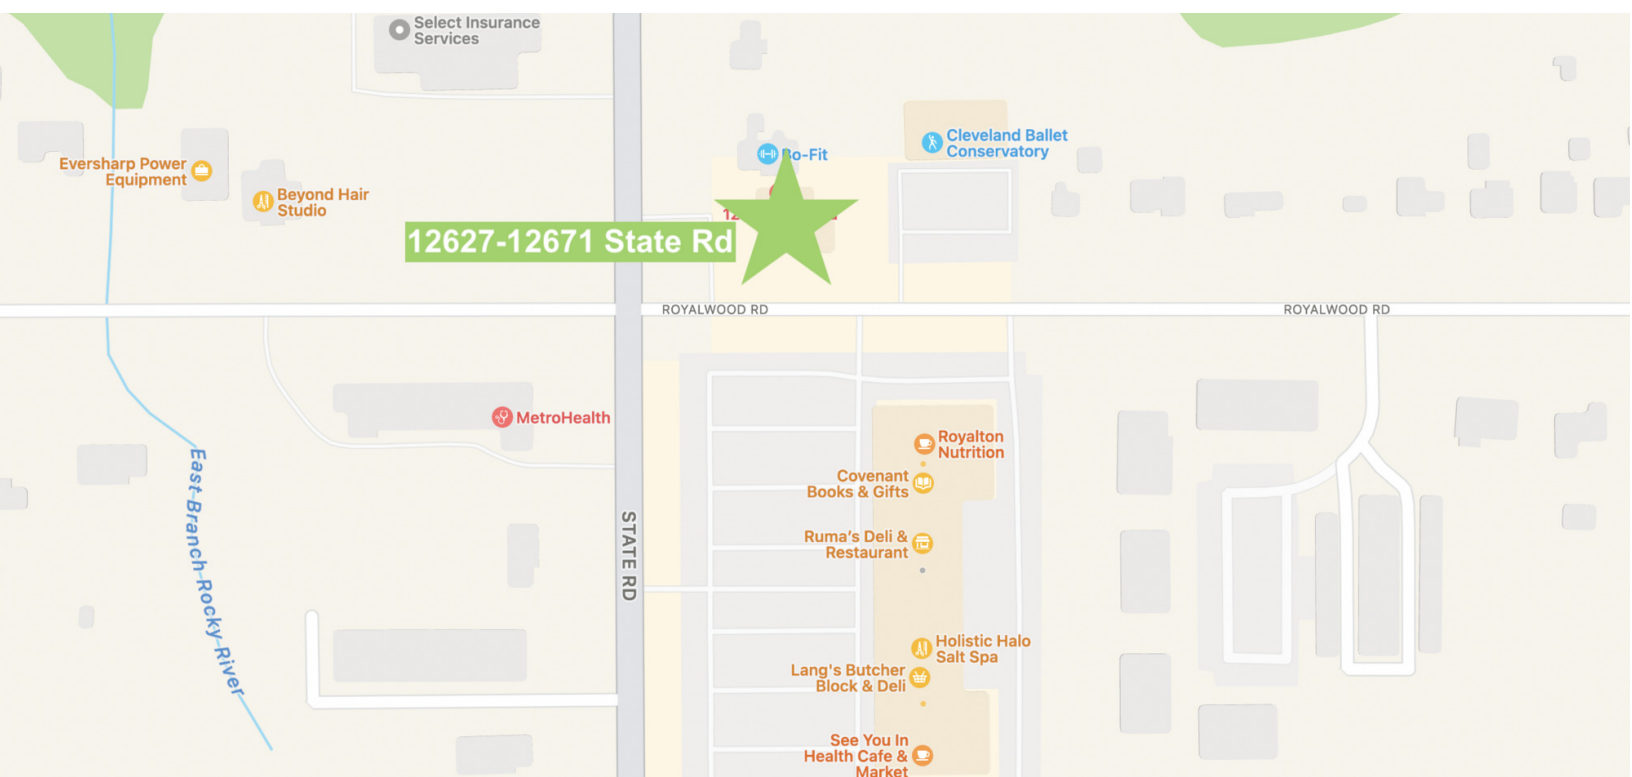 Select Insurance
Services
Cleveland Ballet
Conservatory
Bo-Fit
Eversharp Power
Equipment
Beyond Hair
Studio
12627-12671 State Rd
ROYALWOOD RD
ROYALWOOD RD
MetroHealth
Royalton
Nutrition
Covenant
Books & Gifts
East Branch Rocky River
STATE RD
Ruma's Deli &
Restaurant
Holistic Halo
Salt Spa
Lang's Butcher
Block & Deli
See You In
Health Cafe &
Market